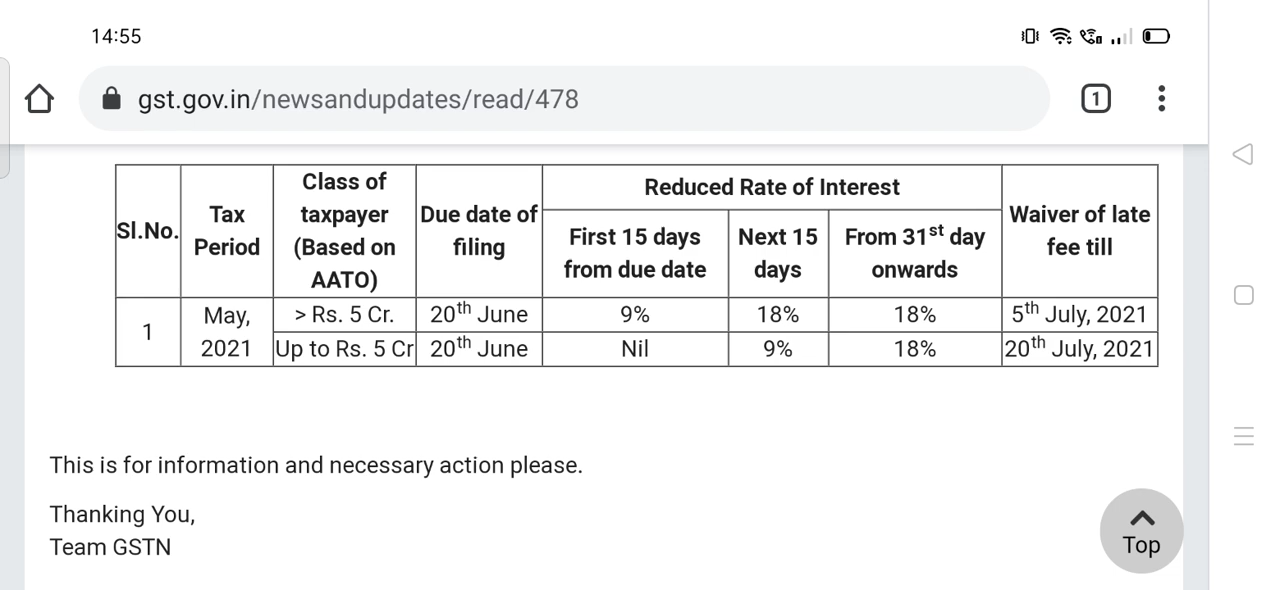 14:55
gst.gov.in/newsandupdates/read/478
1
Sl.No.
Tax
Period
Class of
taxpayer
(Based on
AATO)
Due date of
filing
Reduced Rate of Interest
First 15 days
from due date
Next 15
days
From 31st day
onwards
Waiver of late
fee till
1
May,
2021
> Rs. 5 Cr.
20th June
9%
18%
18%
5th July, 2021
Up to Rs. 5 Cr
20th June
Nil
9%
18%
20th July, 2021
This is for information and necessary action please.
Thanking You,
Team GSTN
Top